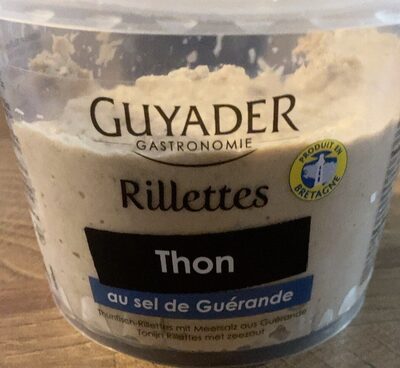 GUYADER
GASTRONOMIE
PRODUIT EN
BRETAGNE
Rillettes
Thon
au sel de Guérande
Thunfisch-Rillettes mit Meersalz aus Guérande
Tonijn Rillettes met zeezout